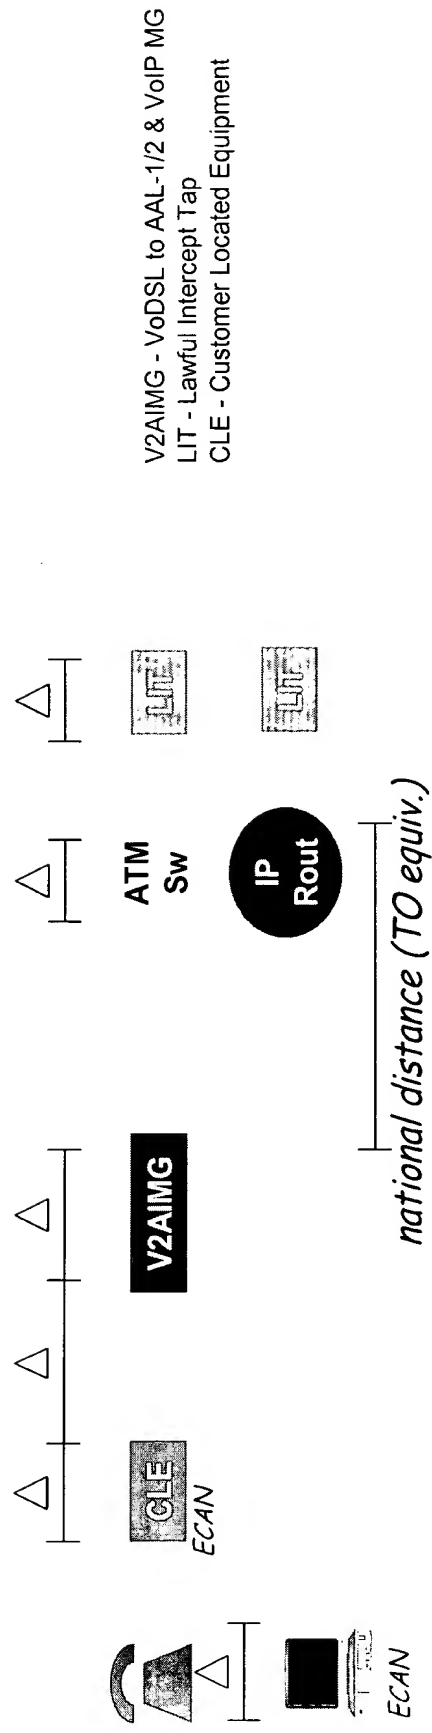 V2AIMG - VoDSL to AAL-1/2 & VoIP MG
LIT - Lawful Intercept Tap
CLE - Customer Located Equipment
Δ Δ Δ Δ Δ
CLE
ECAN
V2AIMG
ATM
Sw
LIT
Δ
IP
Rout
LIT
ECAN
national distance (TO equiv.)